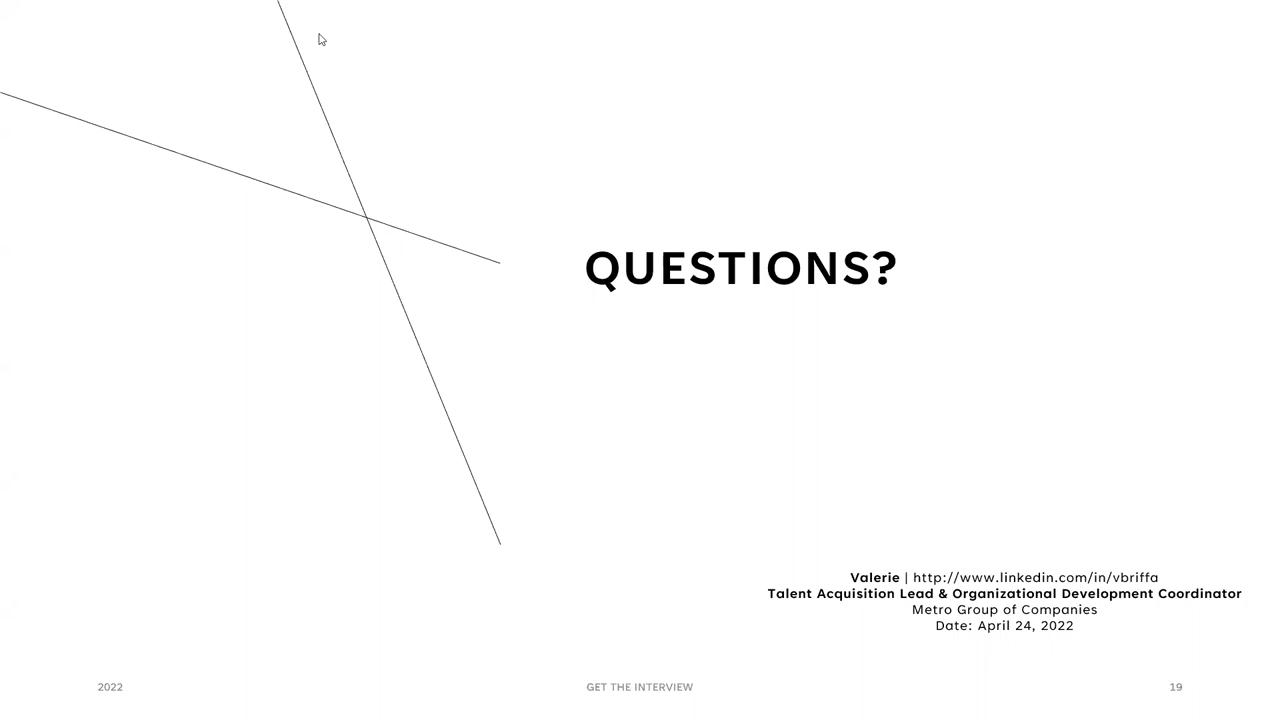 QUESTIONS?
Valerie | http://www.linkedin.com/in/vbriffa
Talent Acquisition Lead & Organizational Development Coordinator
Metro Group of Companies
Date: April 24, 2022
2022
GET THE INTERVIEW
19